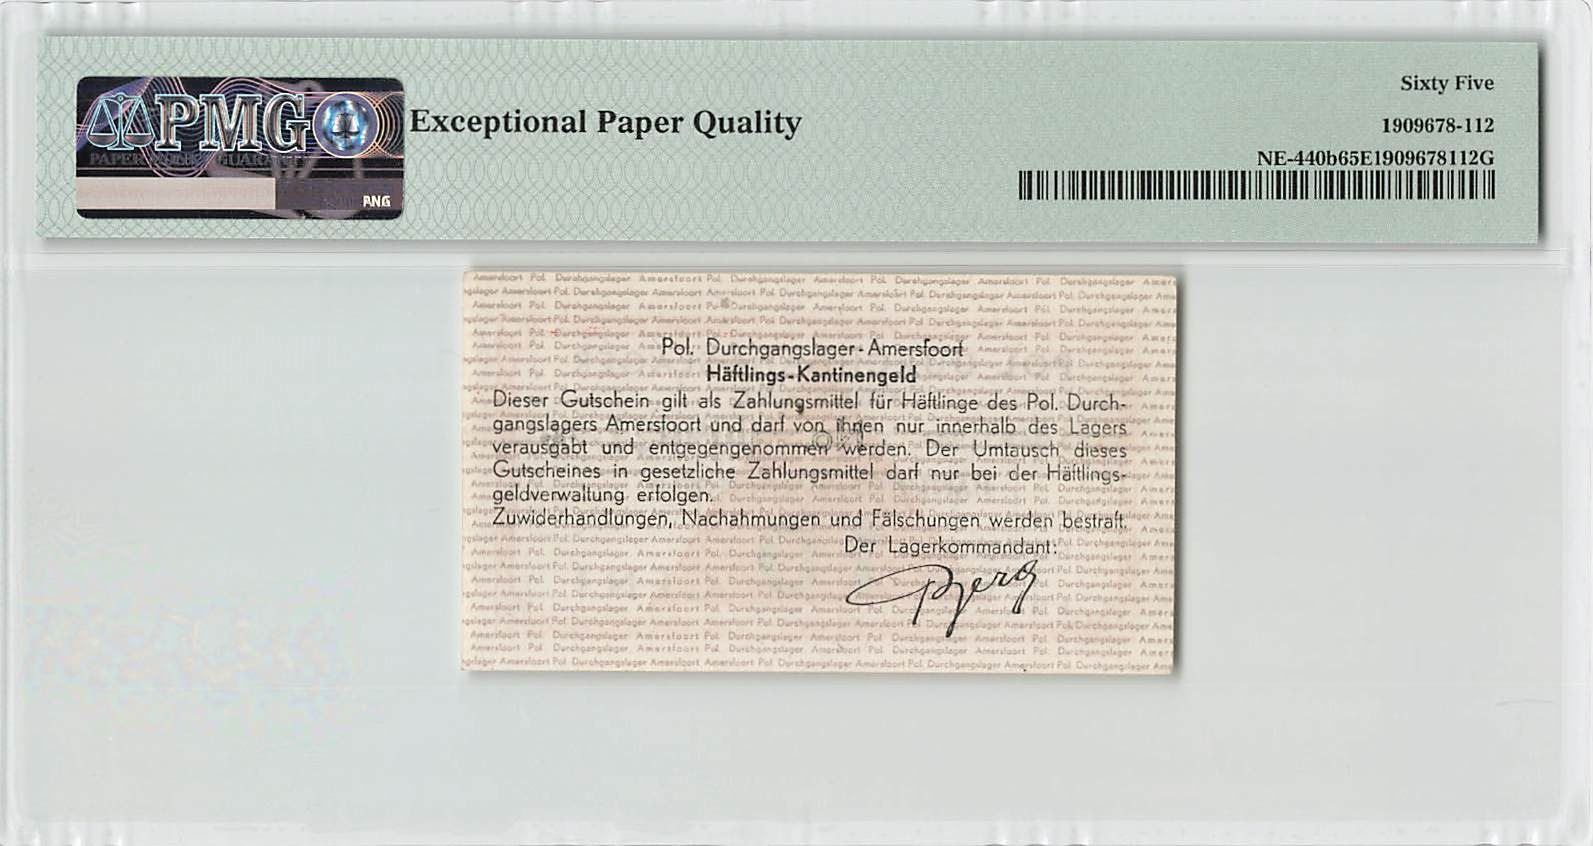 PMG
PNG
Exceptional Paper Quality
Sixty Five
1909678-112
NE-440b65E1909678112G
Pol. Durchgangslager-Amersfoort
Häftlings-Kantinengeld
Dieser Gutschein gilt als Zahlungsmittel für Häftlinge des Pol. Durch-
gangslagers Amersfoort und darf von ihnen nur innerhalb des Lagers
verausgabt und entgegengenommen werden. Der Umtausch dieses
Gutscheines in gesetzliche Zahlungsmittel darf nur bei der Häftlings-
geldverwaltung erfolgen.
Zuwiderhandlungen, Nachahmungen und Fälschungen werden bestraft.
Der Lagerkommandant:
Berg